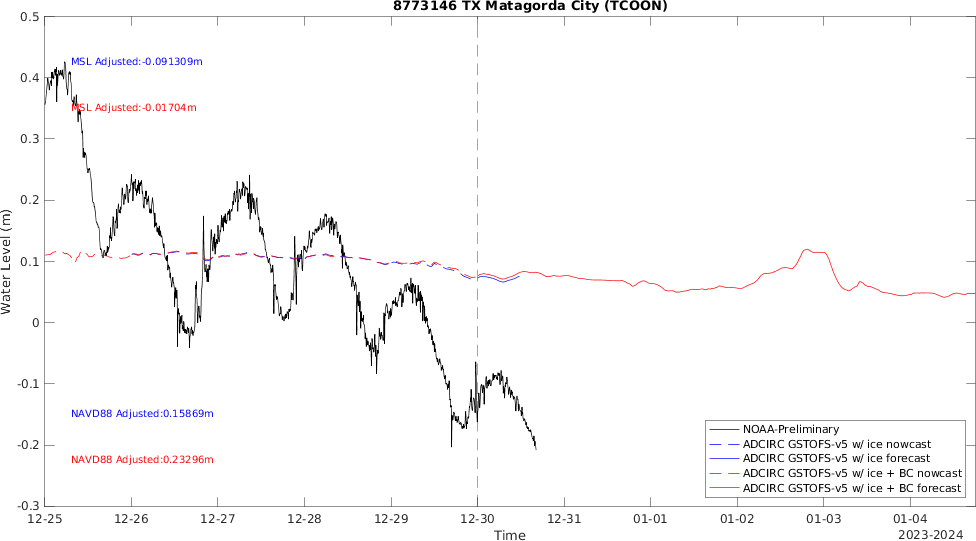 8773146 TX Matagorda City (TCOON)
0.5
0.4
0.3
0.2
0.1
0
-0.1
-0.2
-0.3
Water Level (m)
MSL Adjusted:-0.091309m
MSL Adjusted:-0.01704m
NAVD88 Adjusted:0.15869m
NAVD88 Adjusted:0.23296m
NOAA-Preliminary
ADCIRC GSTOFS-v5 w/ ice nowcast
ADCIRC GSTOFS-v5 w/ ice forecast
ADCIRC GSTOFS-v5 w/ ice + BC nowcast
ADCIRC GSTOFS-v5 w/ ice + BC forecast
12-25 12-26 12-27 12-28 12-29 12-30 12-31 01-01 01-02 01-03 01-04
Time
2023-2024